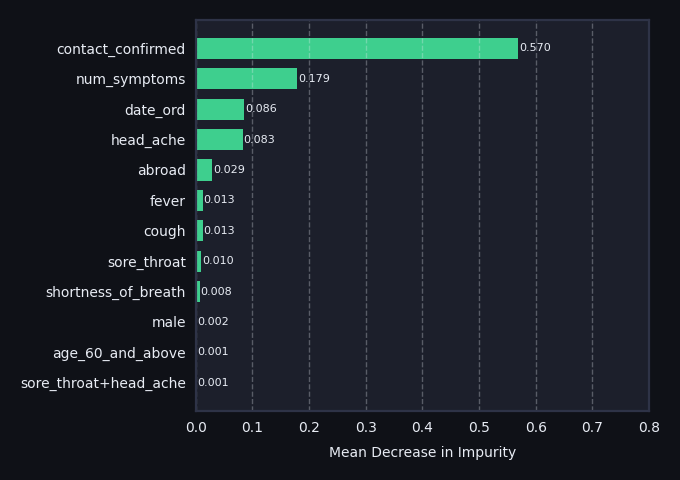 contact_confirmed 0.570
num_symptoms 0.179
date_ord 0.086
head_ache 0.083
abroad 0.029
fever 0.013
cough 0.013
sore_throat 0.010
shortness_of_breath 0.008
male 0.002
age_60_and_above 0.001
sore_throat+head_ache 0.001
0.0 0.1 0.2 0.3 0.4 0.5 0.6 0.7 0.8
Mean Decrease in Impurity